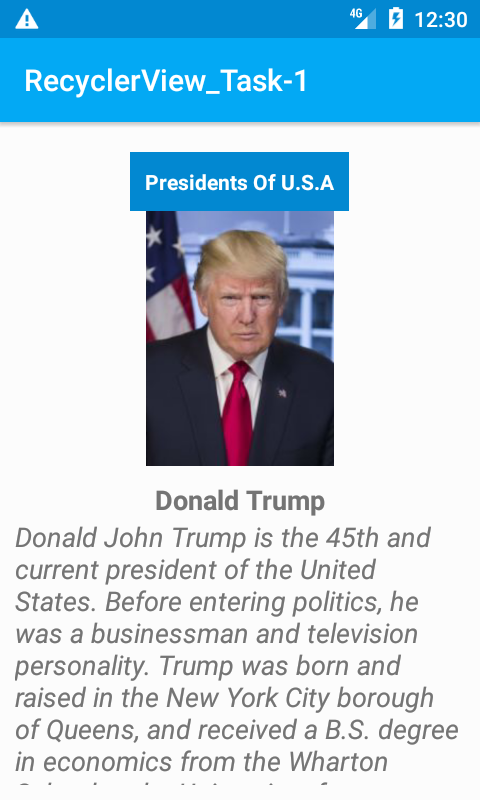 4G 12:30
RecyclerView_Task-1
Presidents Of U.S.A
Donald Trump
Donald John Trump is the 45th and
current president of the United
States. Before entering politics, he
was a businessman and television
personality. Trump was born and
raised in the New York City borough
of Queens, and received a B.S. degree
in economics from the Wharton